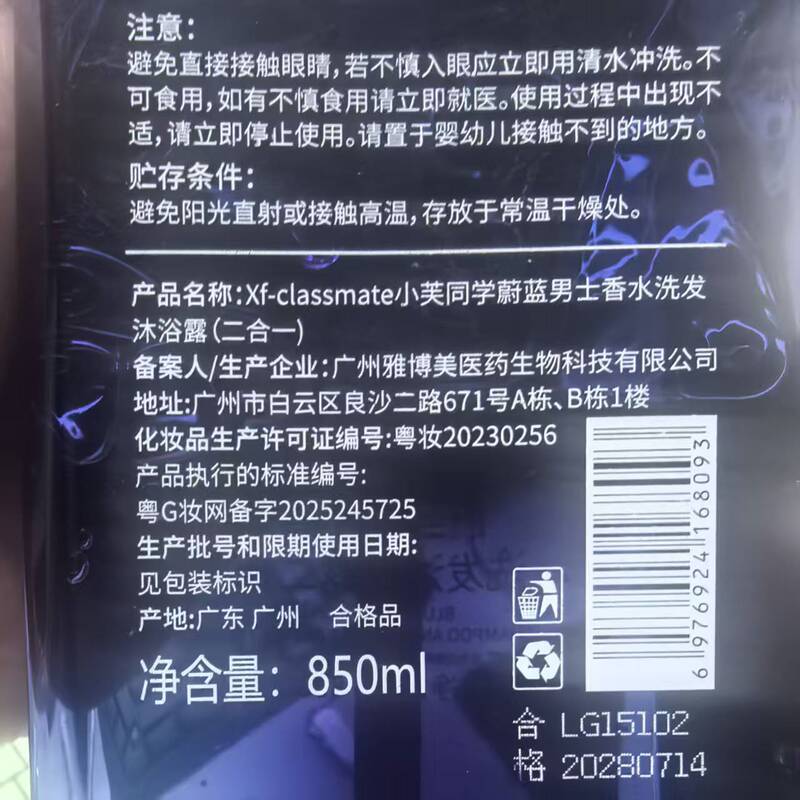 注意：
避免直接接触眼睛，若不慎入眼应立即用清水冲洗。不
可食用，如有不慎食用请立即就医。使用过程中出现不
适，请立即停止使用。请置于婴幼儿接触不到的地方。
贮存条件：
避免阳光直射或接触高温，存放于常温干燥处。
产品名称：Xf-classmate小芙同学蔚蓝男士香水洗发
沐浴露（二合一）
备案人/生产企业：广州雅博美医药生物科技有限公司
地址:广州市白云区良沙二路671号A栋、B栋1楼
化妆品生产许可证编号:粤妆20230256
产品执行的标准编号:
粤G妆网备字2025245725
生产批号和限期使用日期:
见包装标识
产地:广东 广州 合格品
净含量：850ml
6976924168093
合 LG15102
格 20280714